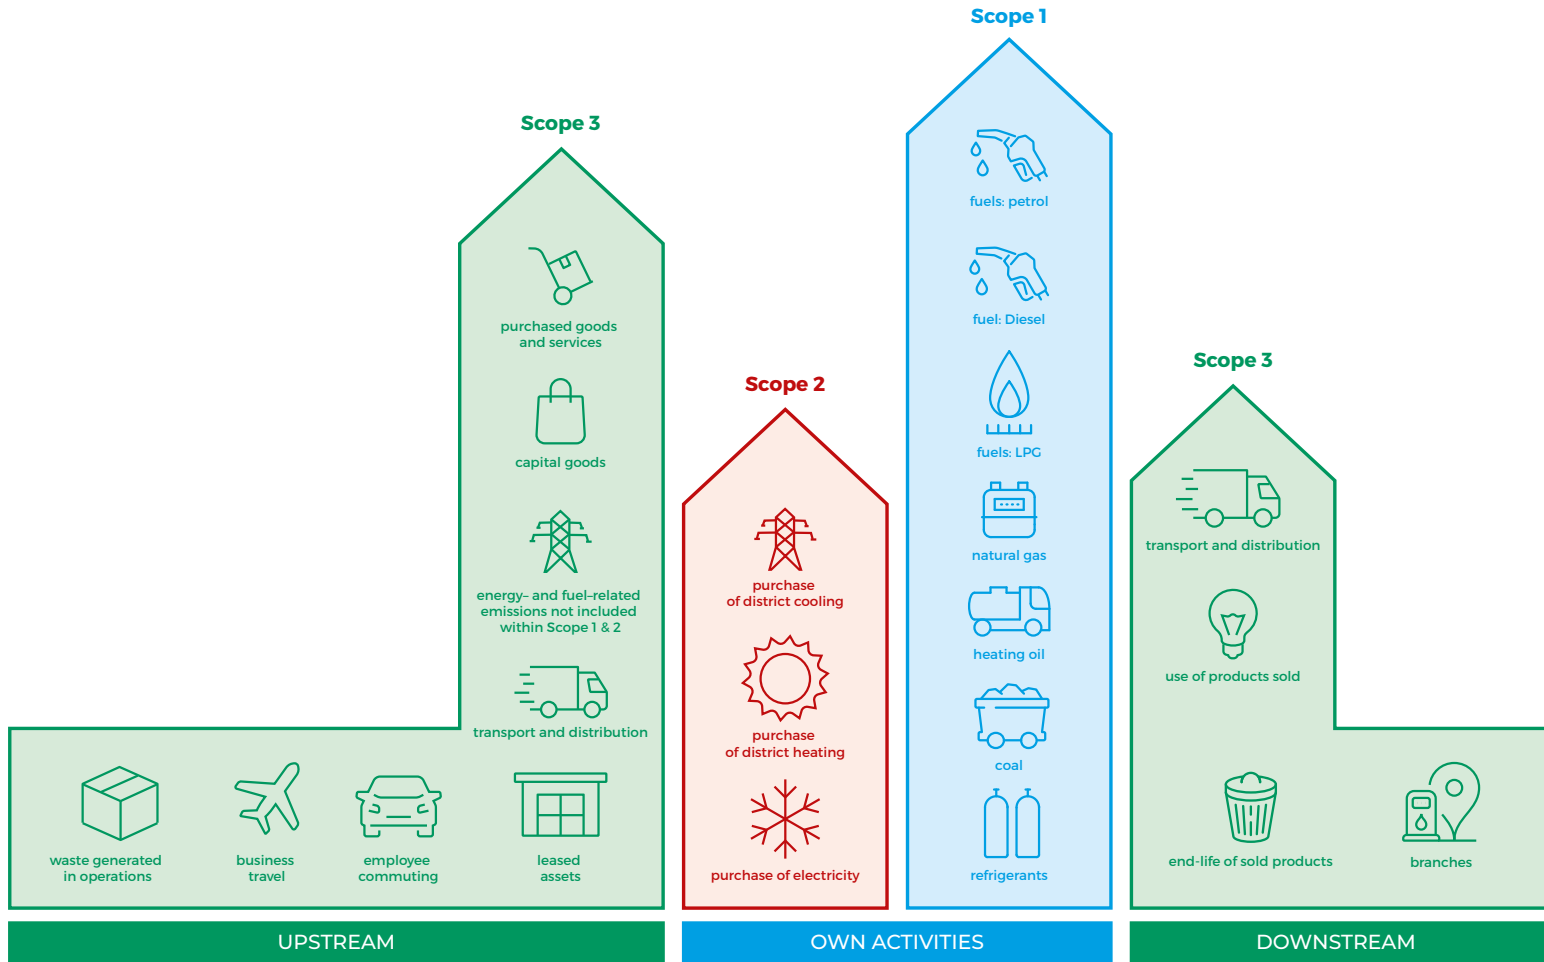 Scope 3
purchased goods
and services
capital goods
energy- and fuel-related
emissions not included
within Scope 1 & 2
transport and distribution
waste generated
in operations
business
travel
employee
commuting
leased
assets
UPSTREAM
Scope 2
purchase
of district cooling
purchase
of district heating
purchase of electricity
Scope 1
fuels: petrol
fuel: Diesel
fuels: LPG
natural gas
heating oil
coal
refrigerants
OWN ACTIVITIES
Scope 3
transport and distribution
use of products sold
end-life of sold products
branches
DOWNSTREAM